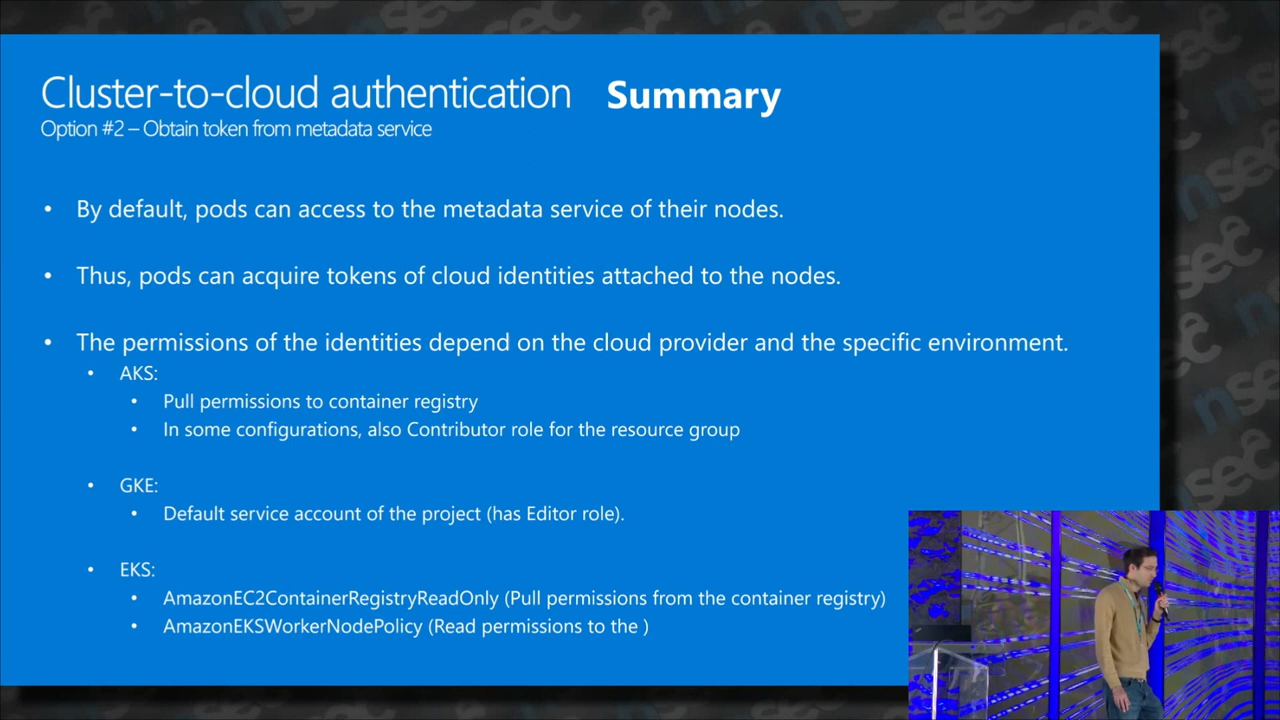 Cluster-to-cloud authentication Summary
Option #2 – Obtain token from metadata service
• By default, pods can access to the metadata service of their nodes.
• Thus, pods can acquire tokens of cloud identities attached to the nodes.
• The permissions of the identities depend on the cloud provider and the specific environment.
• AKS:
• Pull permissions to container registry
• In some configurations, also Contributor role for the resource group
• GKE:
• Default service account of the project (has Editor role).
• EKS:
• AmazonEC2ContainerRegistryReadOnly (Pull permissions from the container registry)
• AmazonEKSWorkerNodePolicy (Read permissions to the )
nsec
nsec
nsec
nsec